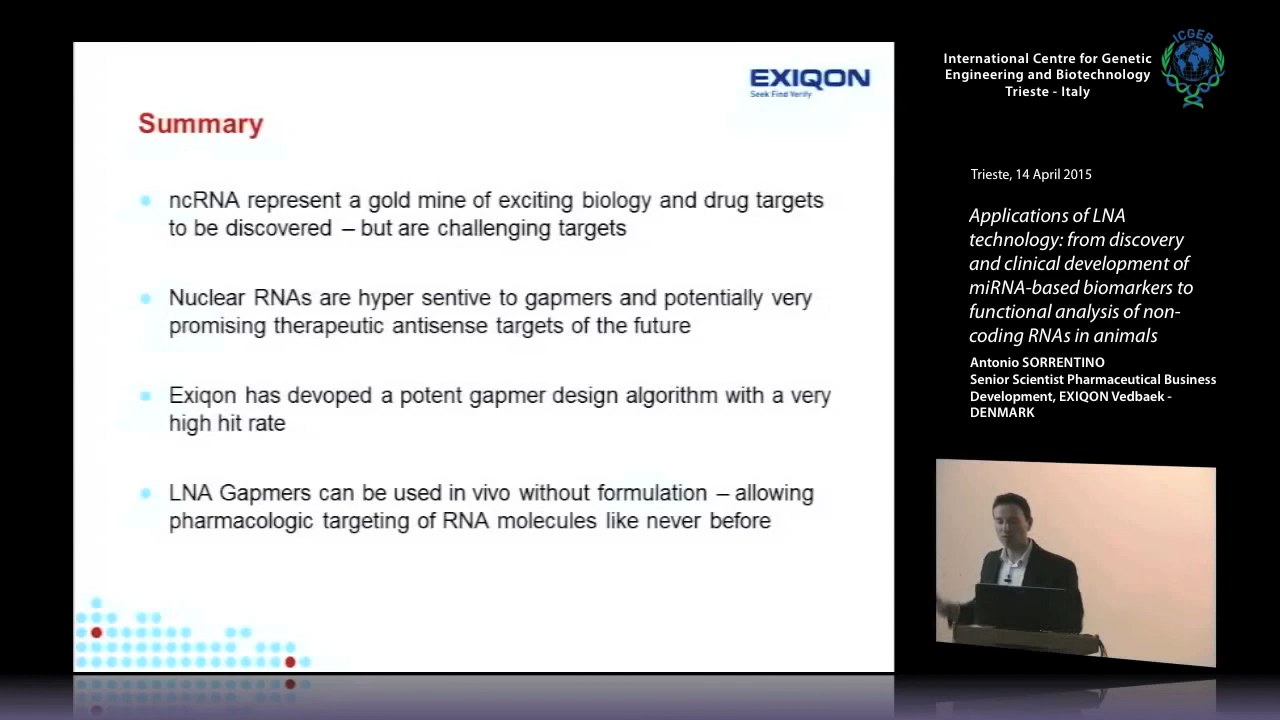 EXIQON
Seek Find Verify
Summary
ncRNA represent a gold mine of exciting biology and drug targets
to be discovered – but are challenging targets
Nuclear RNAs are hyper sentive to gapmers and potentially very
promising therapeutic antisense targets of the future
Exiqon has devoped a potent gapmer design algorithm with a very
high hit rate
LNA Gapmers can be used in vivo without formulation – allowing
pharmacologic targeting of RNA molecules like never before
International Centre for Genetic
Engineering and Biotechnology
Trieste - Italy
ICGEB
Trieste, 14 April 2015
Applications of LNA
technology: from discovery
and clinical development of
miRNA-based biomarkers to
functional analysis of non-
coding RNAs in animals
Antonio SORRENTINO
Senior Scientist Pharmaceutical Business
Development, EXIQON Vedbaek -
DENMARK